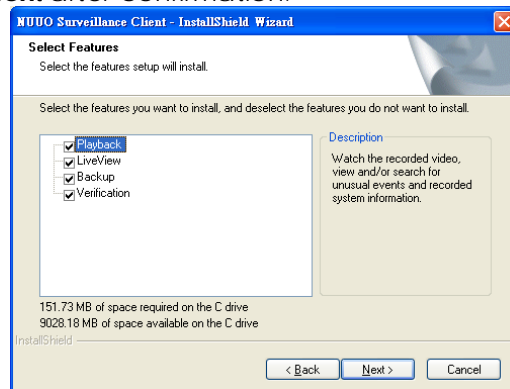 NUUO Surveillance Client - InstallShield Wizard
Select Features
Select the features setup will install.
Select the features you want to install, and deselect the features you do not want to install.
Playback
LiveView
Backup
Verification
Description
Watch the recorded video,
view and/or search for
unusual events and recorded
system information.
151.73 MB of space required on the C drive
9028.18 MB of space available on the C drive
InstallShield
< Back
Next >
Cancel